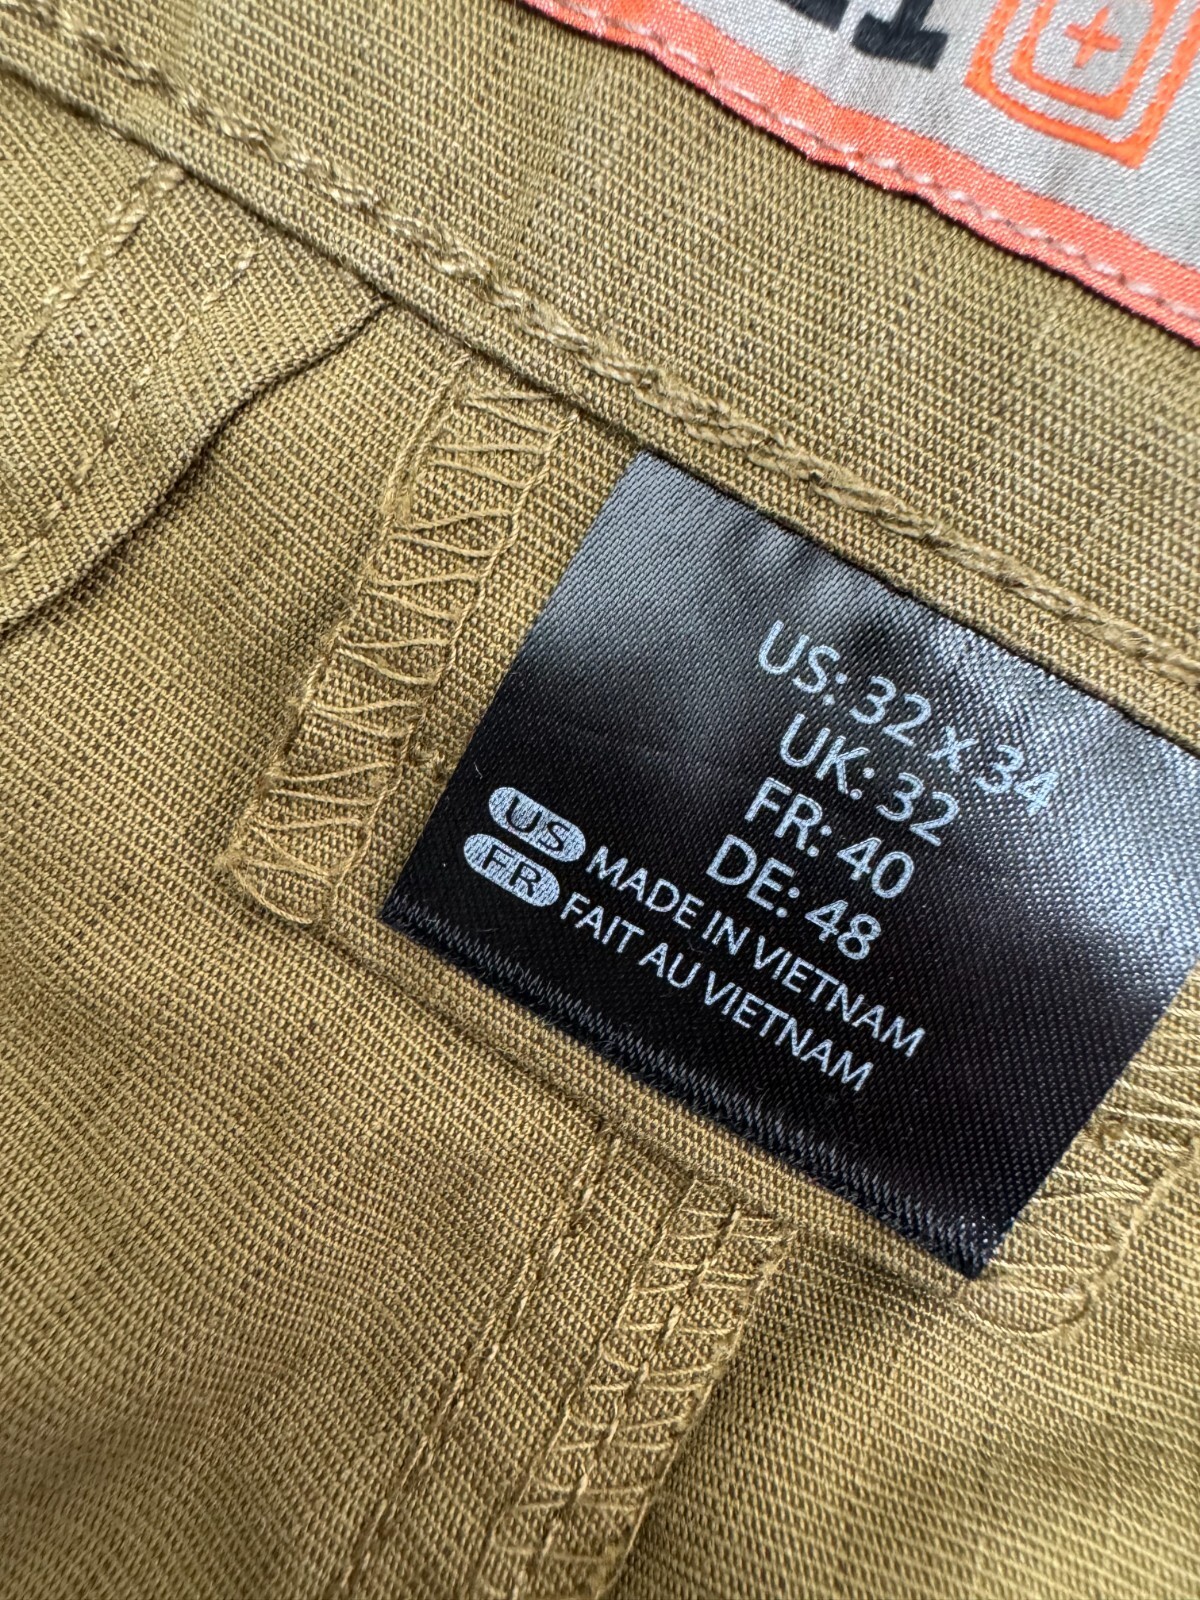 US: 32 x 34
UK: 32
FR: 40
DE: 48
US MADE IN VIETNAM
FR FAIT AU VIETNAM